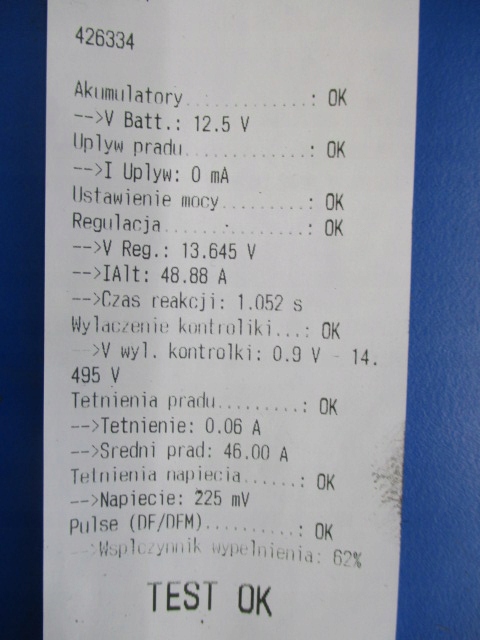 426334
Akumulatory.............: OK
-->V Batt.: 12.5 V
Uplyw pradu.............: OK
-->I Uplyw: 0 mA
Ustawienie mocy.........: OK
Regulacja...............: OK
-->V Reg.: 13.645 V
-->IAlt: 48.88 A
-->Czas reakcji: 1.052 s
Wylaczenie kontroliki...: OK
-->V wyl. kontrolki: 0.9 V - 14.
495 V
Tetnienia pradu.........: OK
-->Tetnienie: 0.06 A
-->Sredni prad: 46.00 A
Tetnienia napiecia......: OK
-->Napiecie: 225 mV
Pulse (DF/DFM)..........: OK
-->Wsplczynnik wypelnienia: 62%
TEST OK